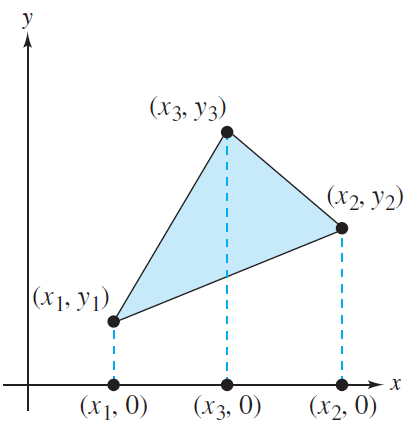 y
(x₃, y₃)
(x₂, y₂)
(x₁, y₁)
x
(x₁, 0) (x₃, 0) (x₂, 0)